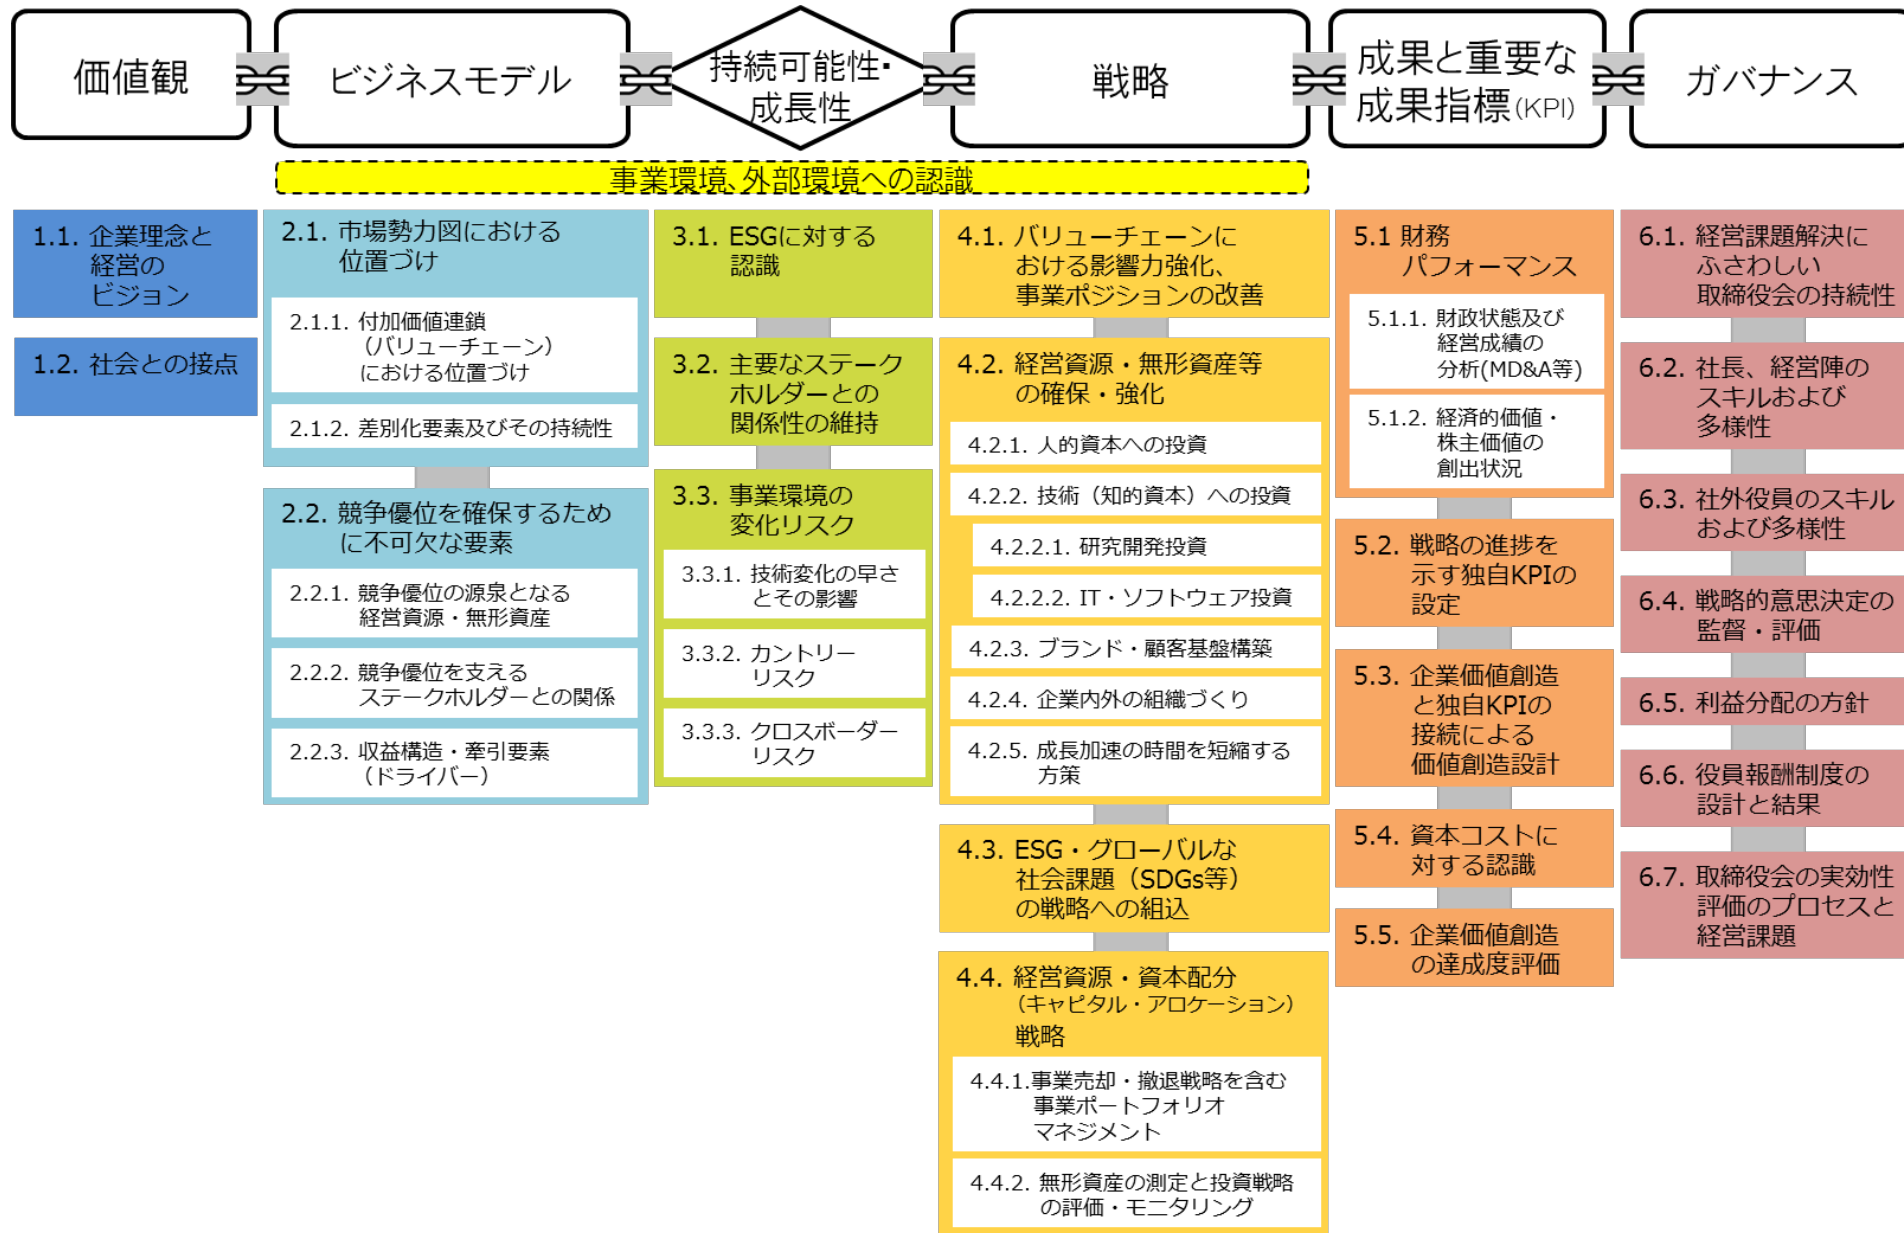 価値観
ビジネスモデル
持続可能性・
成長性
戦略
成果と重要な
成果指標(KPI)
ガバナンス
事業環境、外部環境への認識
1.1. 企業理念と
経営の
ビジョン
1.2. 社会との接点
2.1. 市場勢力図における
位置づけ
2.1.1. 付加価値連鎖
（バリューチェーン）
における位置づけ
2.1.2. 差別化要素及びその持続性
2.2. 競争優位を確保するため
に不可欠な要素
2.2.1. 競争優位の源泉となる
経営資源・無形資産
2.2.2. 競争優位を支える
ステークホルダーとの関係
2.2.3. 収益構造・牽引要素
（ドライバー）
3.1. ESGに対する
認識
3.2. 主要なステーク
ホルダーとの
関係性の維持
3.3. 事業環境の
変化リスク
3.3.1. 技術変化の早さ
とその影響
3.3.2. カントリー
リスク
3.3.3. クロスボーダー
リスク
4.1. バリューチェーンに
おける影響力強化、
事業ポジションの改善
4.2. 経営資源・無形資産等
の確保・強化
4.2.1. 人的資本への投資
4.2.2. 技術（知的資本）への投資
4.2.2.1. 研究開発投資
4.2.2.2. IT・ソフトウェア投資
4.2.3. ブランド・顧客基盤構築
4.2.4. 企業内外の組織づくり
4.2.5. 成長加速の時間を短縮する
方策
4.3. ESG・グローバルな
社会課題（SDGs等）
の戦略への組込
4.4. 経営資源・資本配分
（キャピタル・アロケーション）
戦略
4.4.1.事業売却・撤退戦略を含む
事業ポートフォリオ
マネジメント
4.4.2. 無形資産の測定と投資戦略
の評価・モニタリング
5.1 財務
パフォーマンス
5.1.1. 財政状態及び
経営成績の
分析(MD&A等)
5.1.2. 経済的価値・
株主価値の
創出状況
5.2. 戦略の進捗を
示す独自KPIの
設定
5.3. 企業価値創造
と独自KPIの
接続による
価値創造設計
5.4. 資本コストに
対する認識
5.5. 企業価値創造
の達成度評価
6.1. 経営課題解決に
ふさわしい
取締役会の持続性
6.2. 社長、経営陣の
スキルおよび
多様性
6.3. 社外役員のスキル
および多様性
6.4. 戦略的意思決定の
監督・評価
6.5. 利益分配の方針
6.6. 役員報酬制度の
設計と結果
6.7. 取締役会の実効性
評価のプロセスと
経営課題